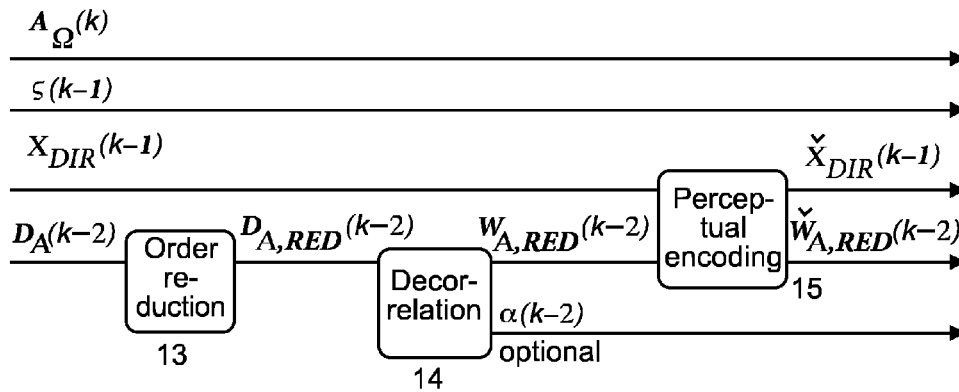 A_Ω(k)
ς(k–1)
X_DIR(k–1)
X̌_DIR(k–1)
D_A(k–2)
Order
re-
duction
13
D_A,RED(k–2)
Decor-
relation
14
W_A,RED(k–2)
α(k–2)
optional
Percep-
tual
encoding
15
W̌_A,RED(k–2)